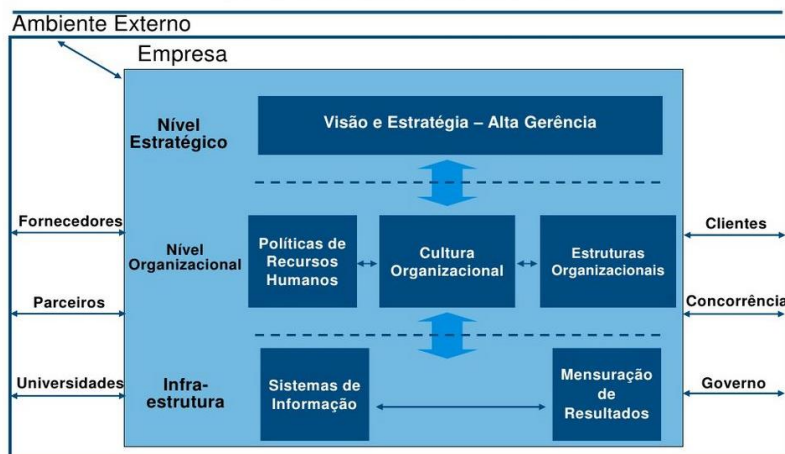 Ambiente Externo
Empresa
Nível
Estratégico
Visão e Estratégia – Alta Gerência
Fornecedores
Nível
Organizacional
Políticas de
Recursos
Humanos
Cultura
Organizacional
Estruturas
Organizacionais
Clientes
Parceiros
Concorrência
Universidades
Infra-
estrutura
Sistemas de
Informação
Mensuração
de
Resultados
Governo